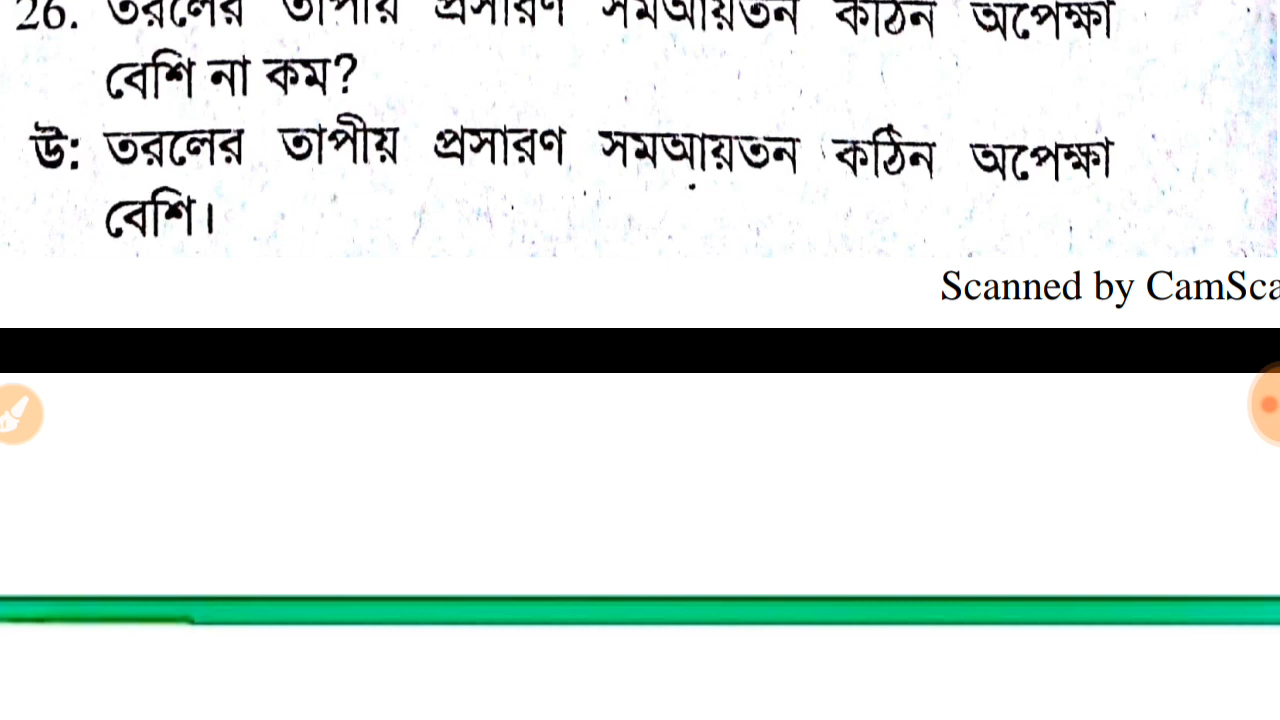 26. তরলের তাপীয় প্রসারণ সমআয়তন কঠিন অপেক্ষা
বেশি না কম?
উ: তরলের তাপীয় প্রসারণ সমআয়তন কঠিন অপেক্ষা
বেশি।
Scanned by CamSca